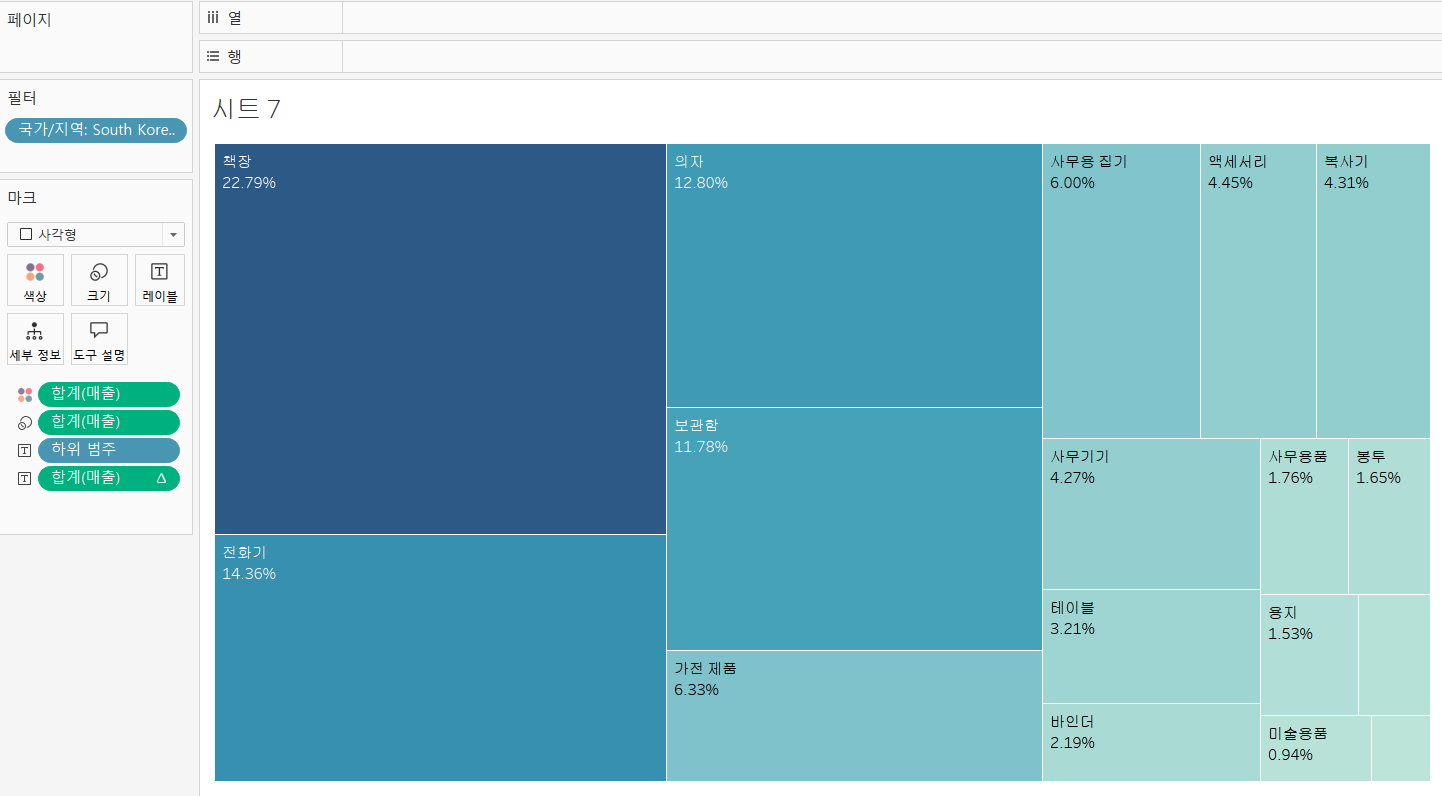 페이지
열
행
필터
국가/지역: South Kore..
마크
사각형
색상
크기
레이블
세부 정보
도구 설명
합계(매출)
합계(매출)
하위 범주
합계(매출) Δ
시트 7
책장
22.79%
전화기
14.36%
의자
12.80%
보관함
11.78%
가전 제품
6.33%
사무용 집기
6.00%
액세서리
4.45%
복사기
4.31%
사무기기
4.27%
테이블
3.21%
바인더
2.19%
사무용품
1.76%
봉투
1.65%
용지
1.53%
미술용품
0.94%